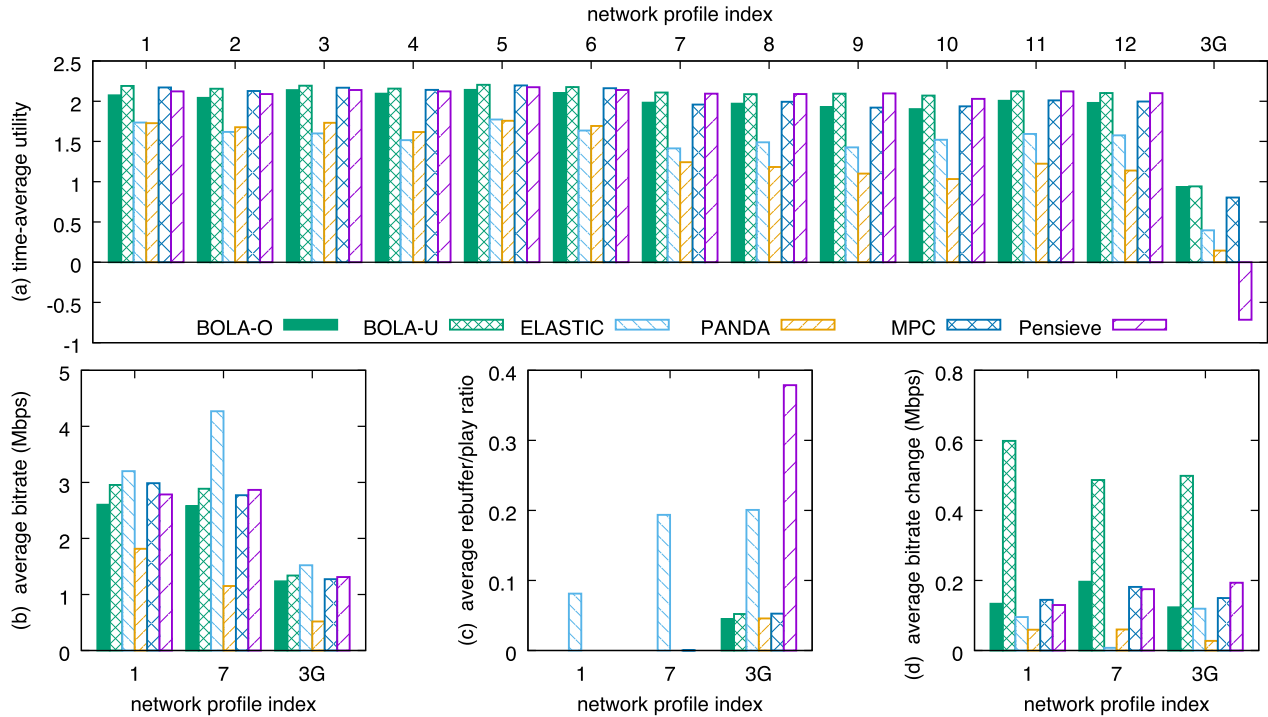 network profile index
1 2 3 4 5 6 7 8 9 10 11 12 3G
(a) time-average utility
2.5
2
1.5
1
0.5
0
-0.5
-1
BOLA-O BOLA-U ELASTIC PANDA MPC Pensieve
(b) average bitrate (Mbps)
5
4
3
2
1
0
1 7 3G
network profile index
(c) average rebuffer/play ratio
0.4
0.3
0.2
0.1
0
1 7 3G
network profile index
(d) average bitrate change (Mbps)
0.8
0.6
0.4
0.2
0
1 7 3G
network profile index